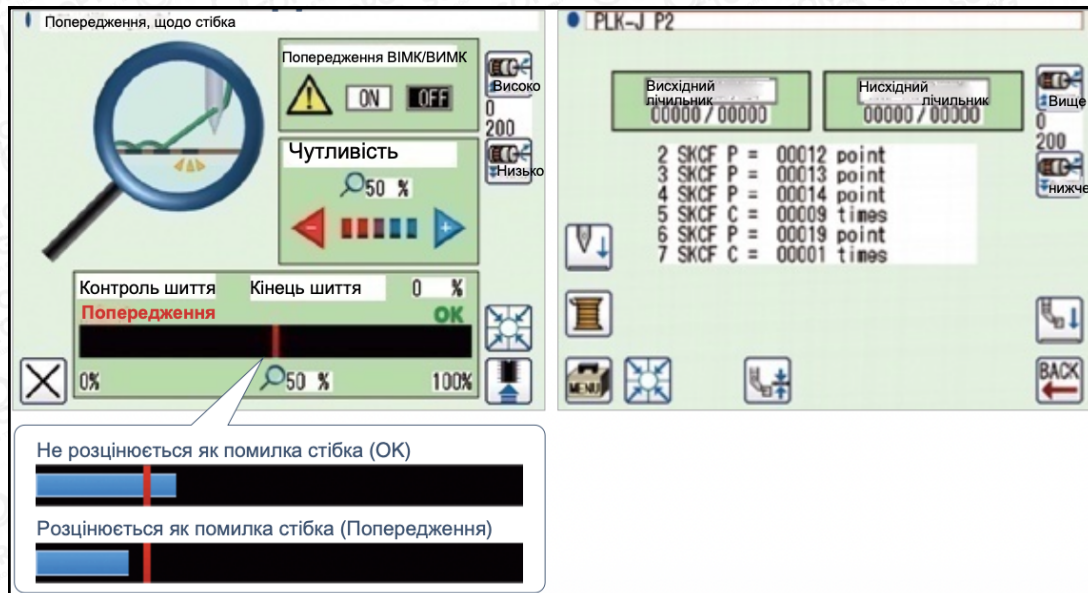 Попередження, щодо стібка
Попередження ВІМК/ВИМК
ON OFF
Високо
0
200
Низько
Чутливість
50 %
Контроль шиття Кінець шиття 0 %
Попередження OK
0% 50 % 100%
Не розцінюється як помилка стібка (OK)
Розцінюється як помилка стібка (Попередження)
PLK-J P2
Висхідний
лічильник
00000 / 00000
Нисхідний
лічильник
00000 / 00000
Вище
0
200
нижче
2 SKCF P = 00012 point
3 SKCF P = 00013 point
4 SKCF P = 00014 point
5 SKCF C = 00009 times
6 SKCF P = 00019 point
7 SKCF C = 00001 times
MENU
BACK